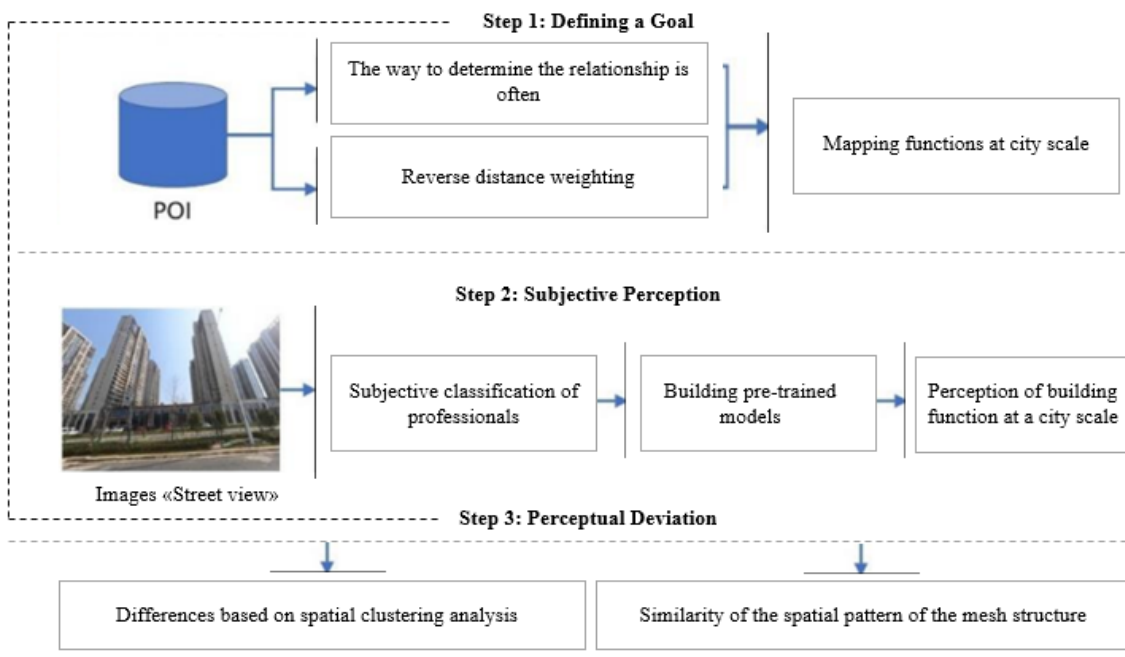 Step 1: Defining a Goal
The way to determine the relationship is
often
Reverse distance weighting
POI
Mapping functions at city scale
Step 2: Subjective Perception
Subjective classification of
professionals
Building pre-trained
models
Perception of building
function at a city scale
Images «Street view»
Step 3: Perceptual Deviation
Differences based on spatial clustering analysis
Similarity of the spatial pattern of the mesh structure